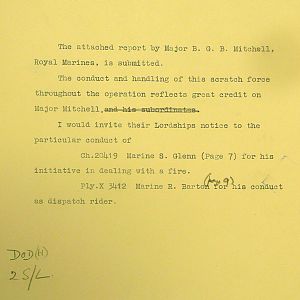 The attached report by Major B. G. B. Mitchell,
Royal Marines, is submitted.
The conduct and handling of this scratch force
throughout the operation reflects great credit on
Major Mitchell, and his subordinates.
I would invite their Lordships notice to the
particular conduct of
Ch.20419 Marine S. Glenn (Page 7) for his
initiative in dealing with a fire.
(Page 9)
Ply.X 3412 Marine R. Barton for his conduct
as dispatch rider.
DOD(H)
2 S/L.